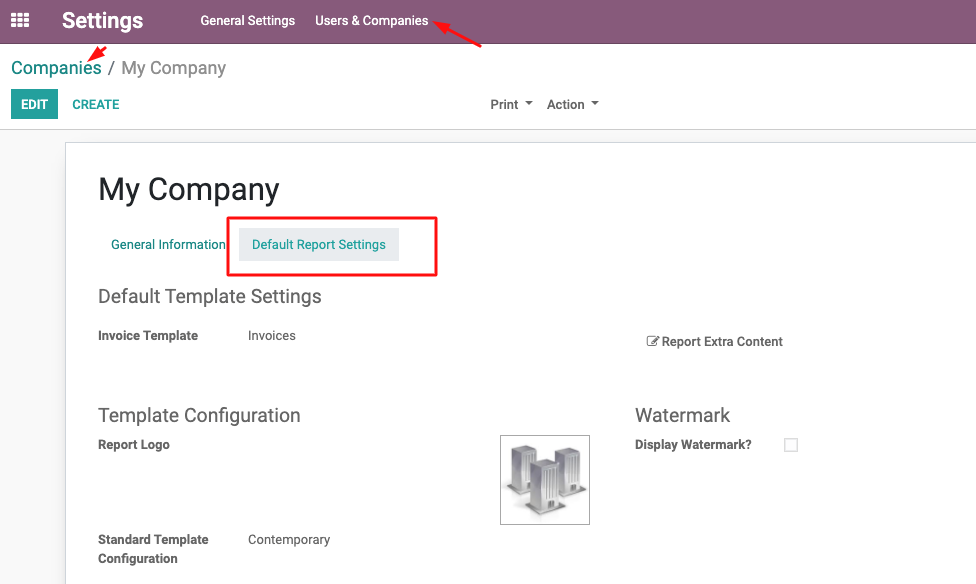 Settings General Settings Users & Companies
Companies / My Company
EDIT CREATE Print Action
My Company
General Information Default Report Settings
Default Template Settings
Invoice Template Invoices
Report Extra Content
Template Configuration Watermark
Report Logo Display Watermark?
Standard Template Contemporary
Configuration